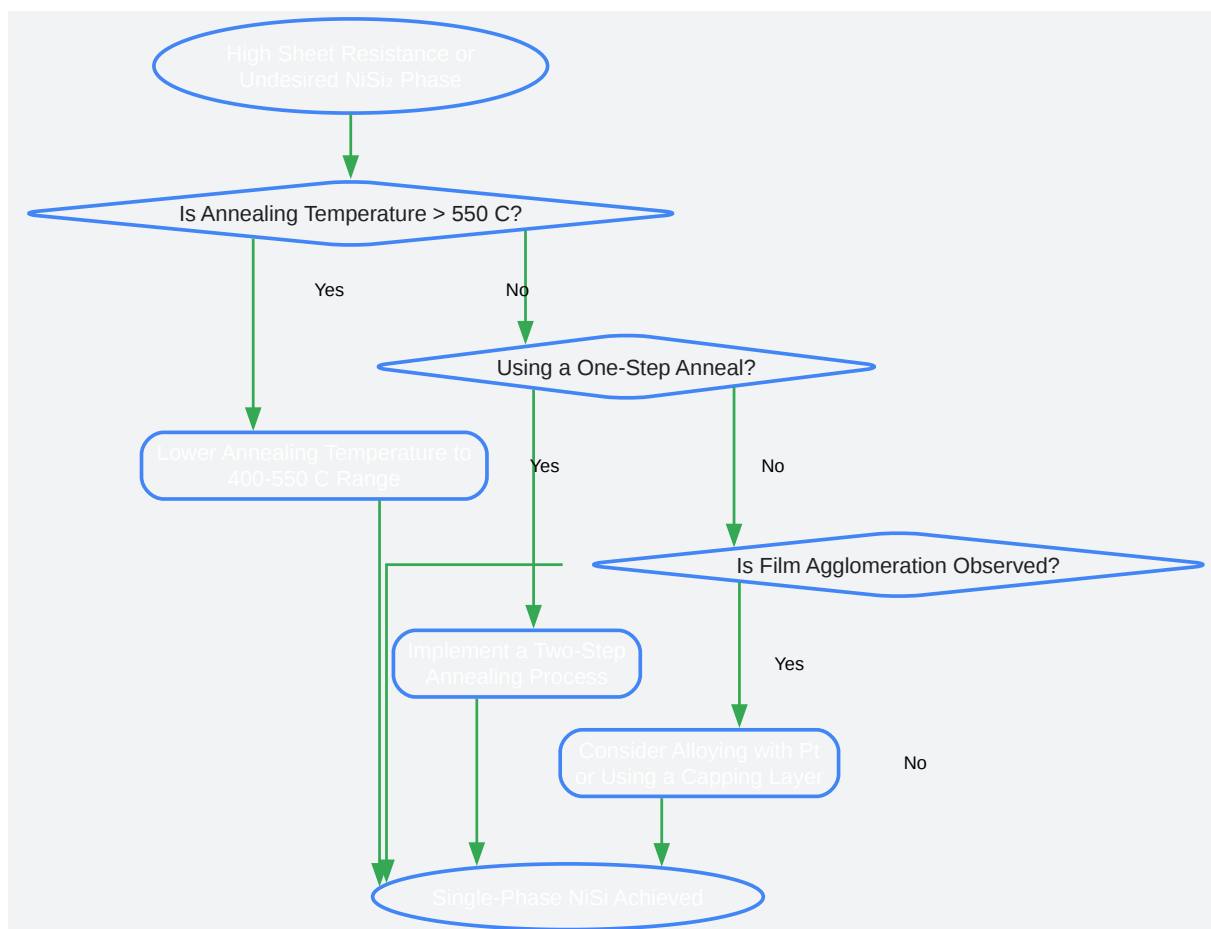 High Sheet Resistance or
Undesired NiSi₂ Phase
Is Annealing Temperature > 550 C?
Yes
No
Using a One-Step Anneal?
Lower Annealing Temperature to
400-550 C Range
Yes
No
Is Film Agglomeration Observed?
Implement a Two-Step
Annealing Process
Yes
Consider Alloying with Pt
or Using a Capping Layer
No
Single-Phase NiSi Achieved